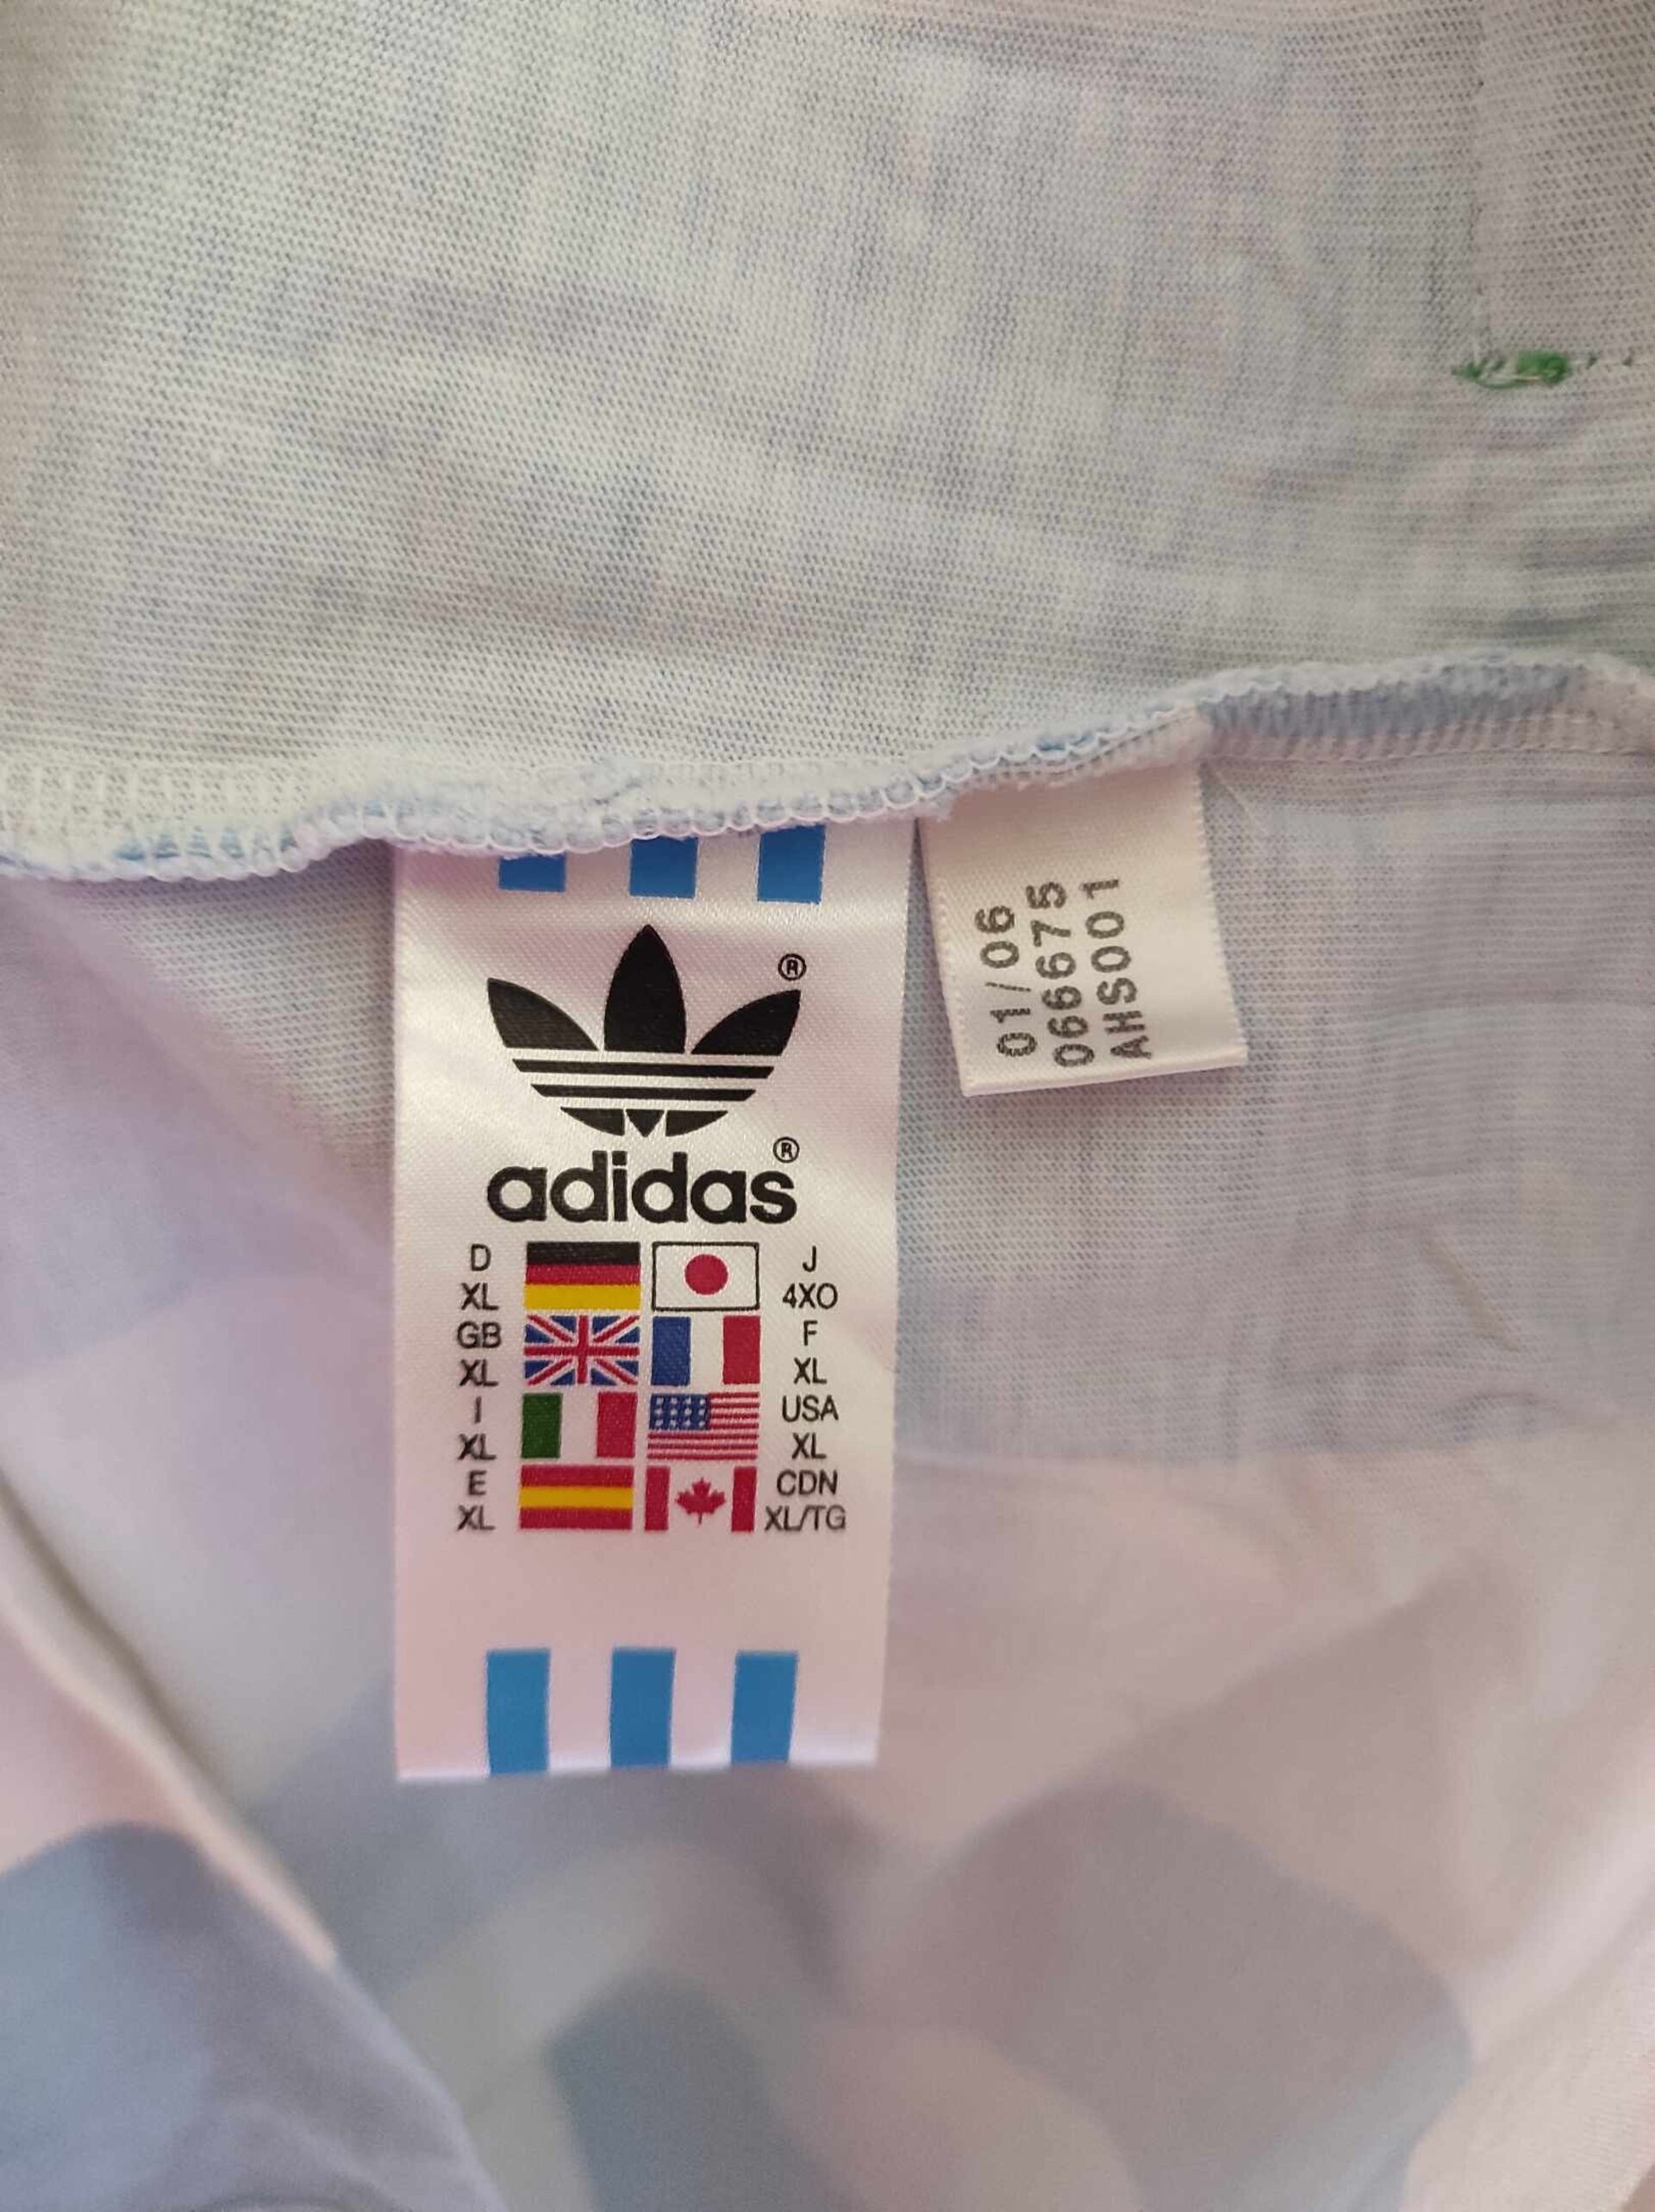 ®
adidas®
D J
XL 4XO
GB F
XL XL
I USA
XL XL
E CDN
XL XL/TG
01/06
066675
AHS001